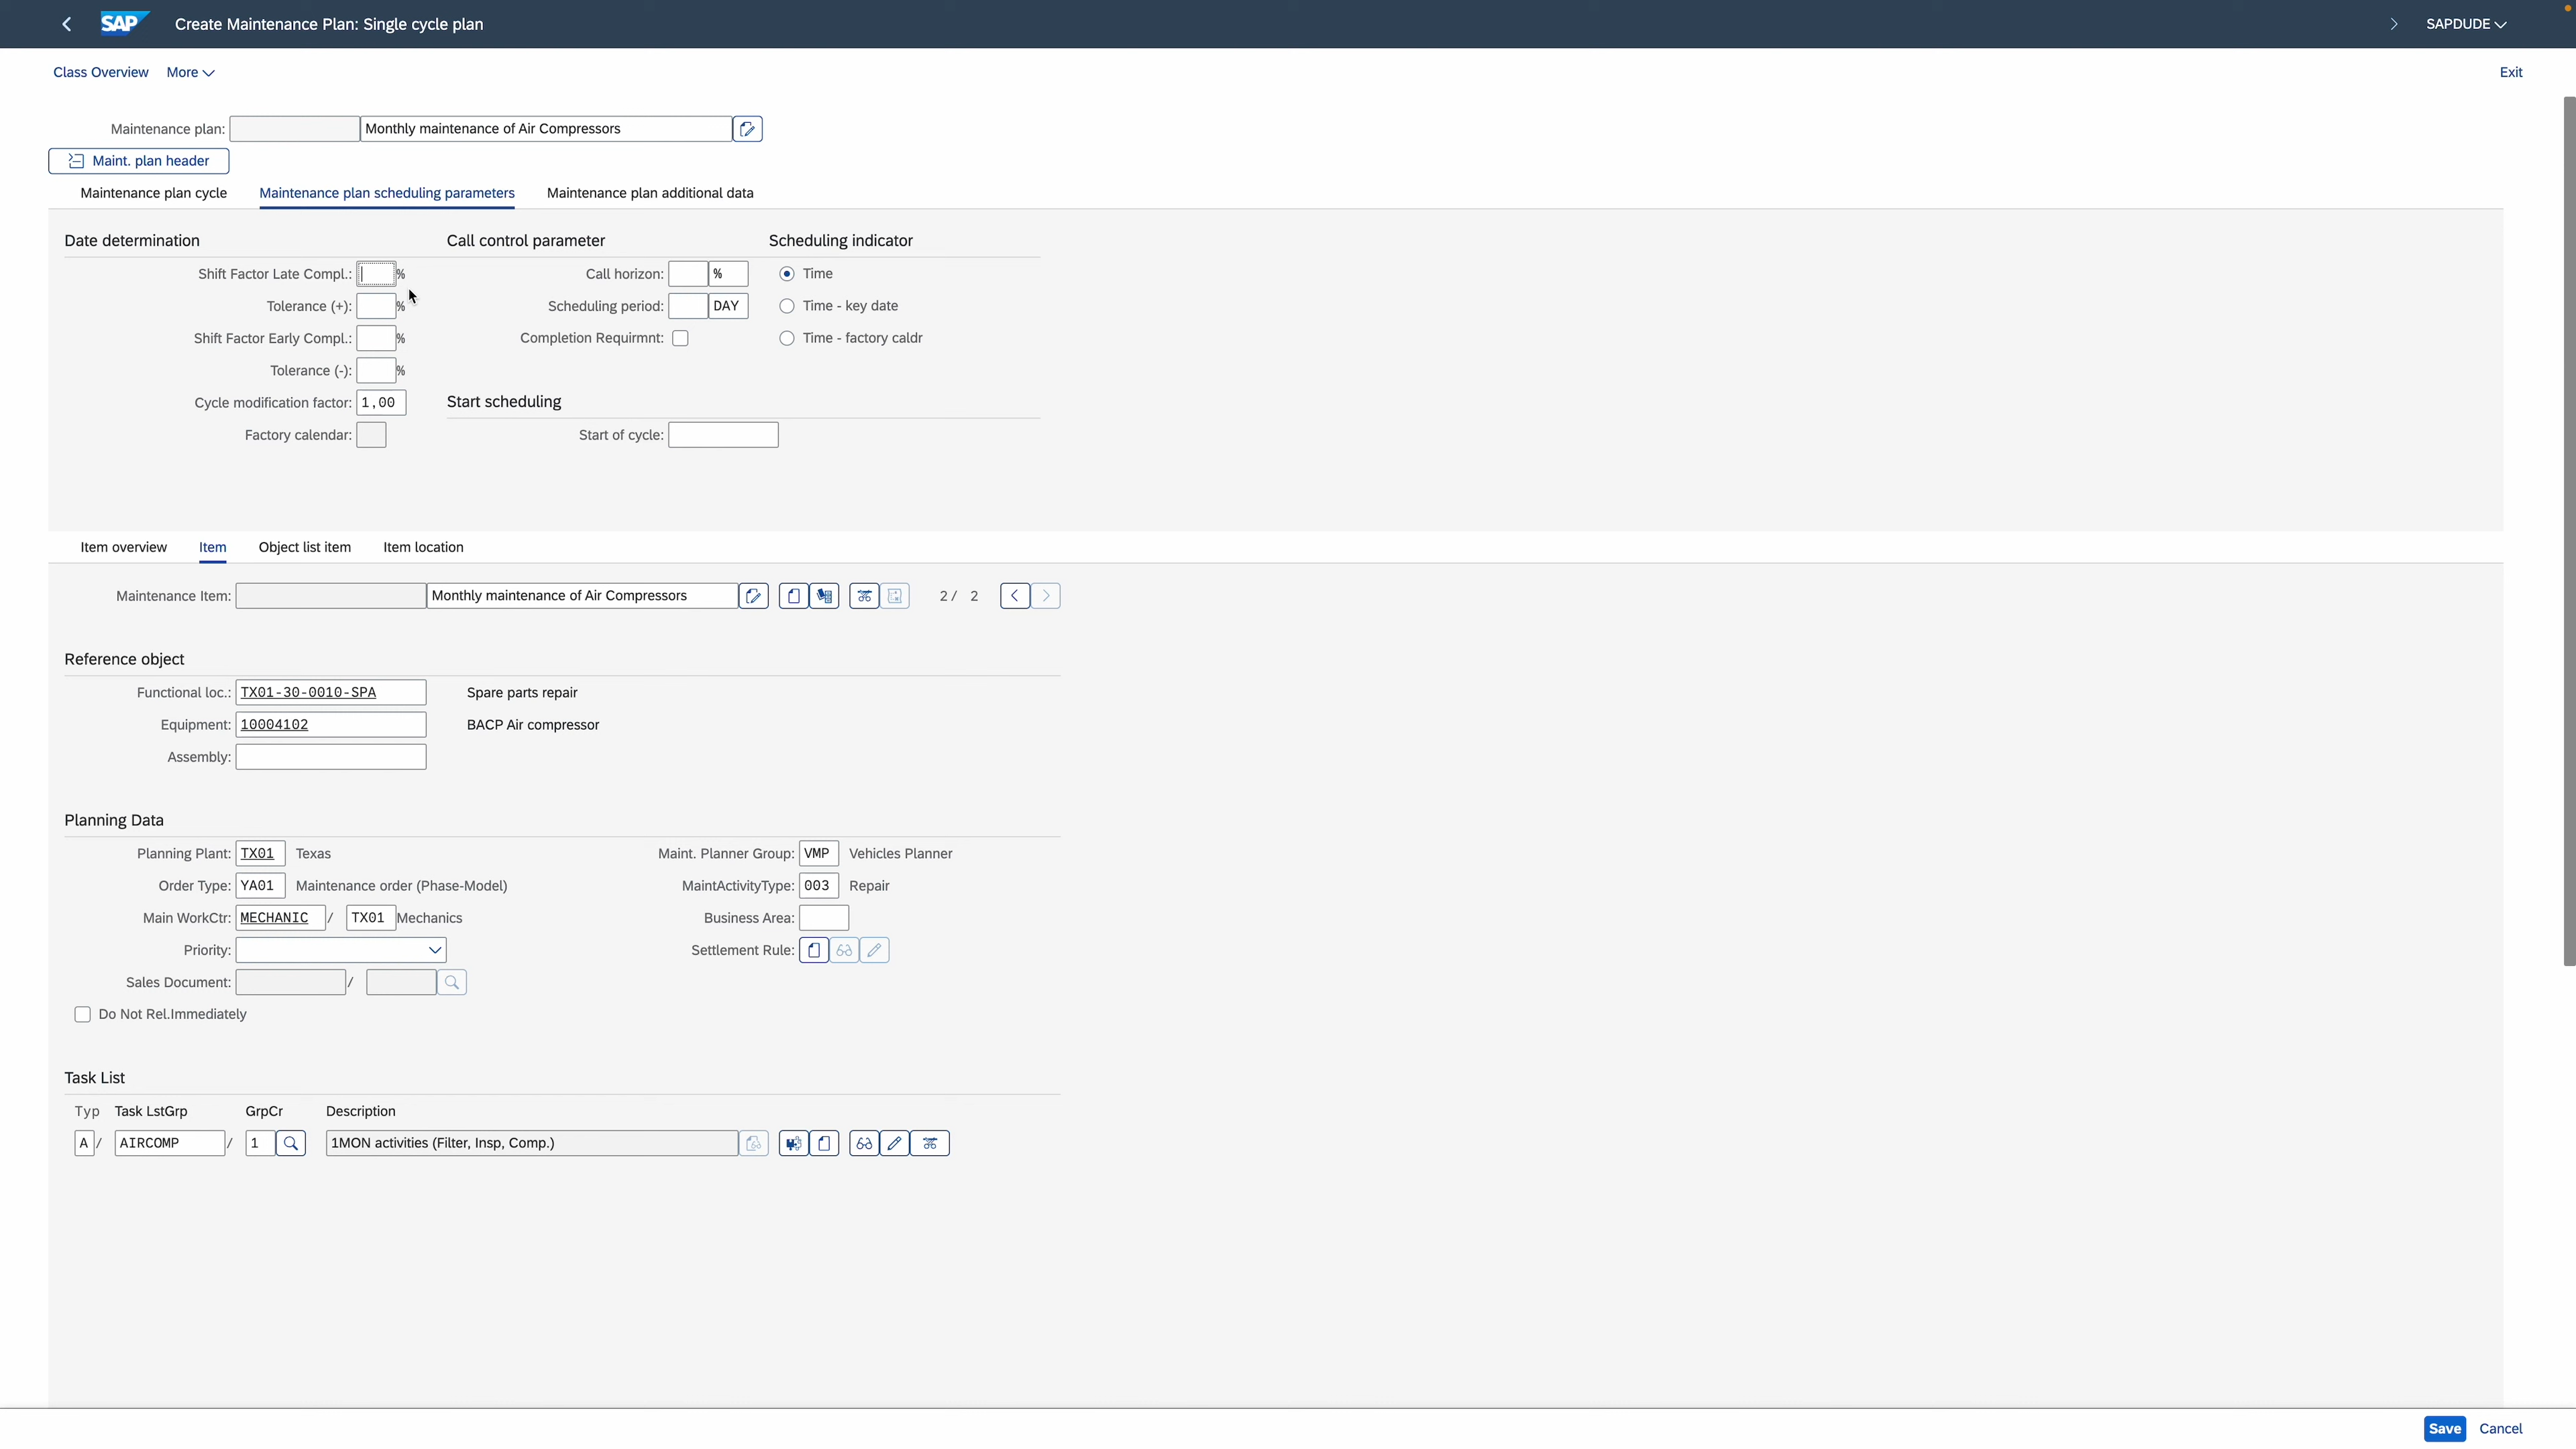 SAP Create Maintenance Plan: Single cycle plan SAPDUDE
Class Overview More Exit
Maintenance plan: Monthly maintenance of Air Compressors
Maint. plan header
Maintenance plan cycle Maintenance plan scheduling parameters Maintenance plan additional data
Date determination Call control parameter Scheduling indicator
Shift Factor Late Compl.: % Call horizon: % Time
Tolerance (+): % Scheduling period: DAY Time - key date
Shift Factor Early Compl.: % Completion Requirmnt: Time - factory caldr
Tolerance (-): %
Cycle modification factor: 1,00 Start scheduling
Factory calendar: Start of cycle:
Item overview Item Object list item Item location
Maintenance Item: Monthly maintenance of Air Compressors 2 / 2
Reference object
Functional loc.: TX01-30-0010-SPA Spare parts repair
Equipment: 10004102 BACP Air compressor
Assembly:
Planning Data
Planning Plant: TX01 Texas Maint. Planner Group: VMP Vehicles Planner
Order Type: YA01 Maintenance order (Phase-Model) MaintActivityType: 003 Repair
Main WorkCtr: MECHANIC / TX01 Mechanics Business Area:
Priority: Settlement Rule:
Sales Document: /
Do Not Rel.Immediately
Task List
Typ Task LstGrp GrpCr Description
A / AIRCOMP / 1 1MON activities (Filter, Insp, Comp.)
Save Cancel